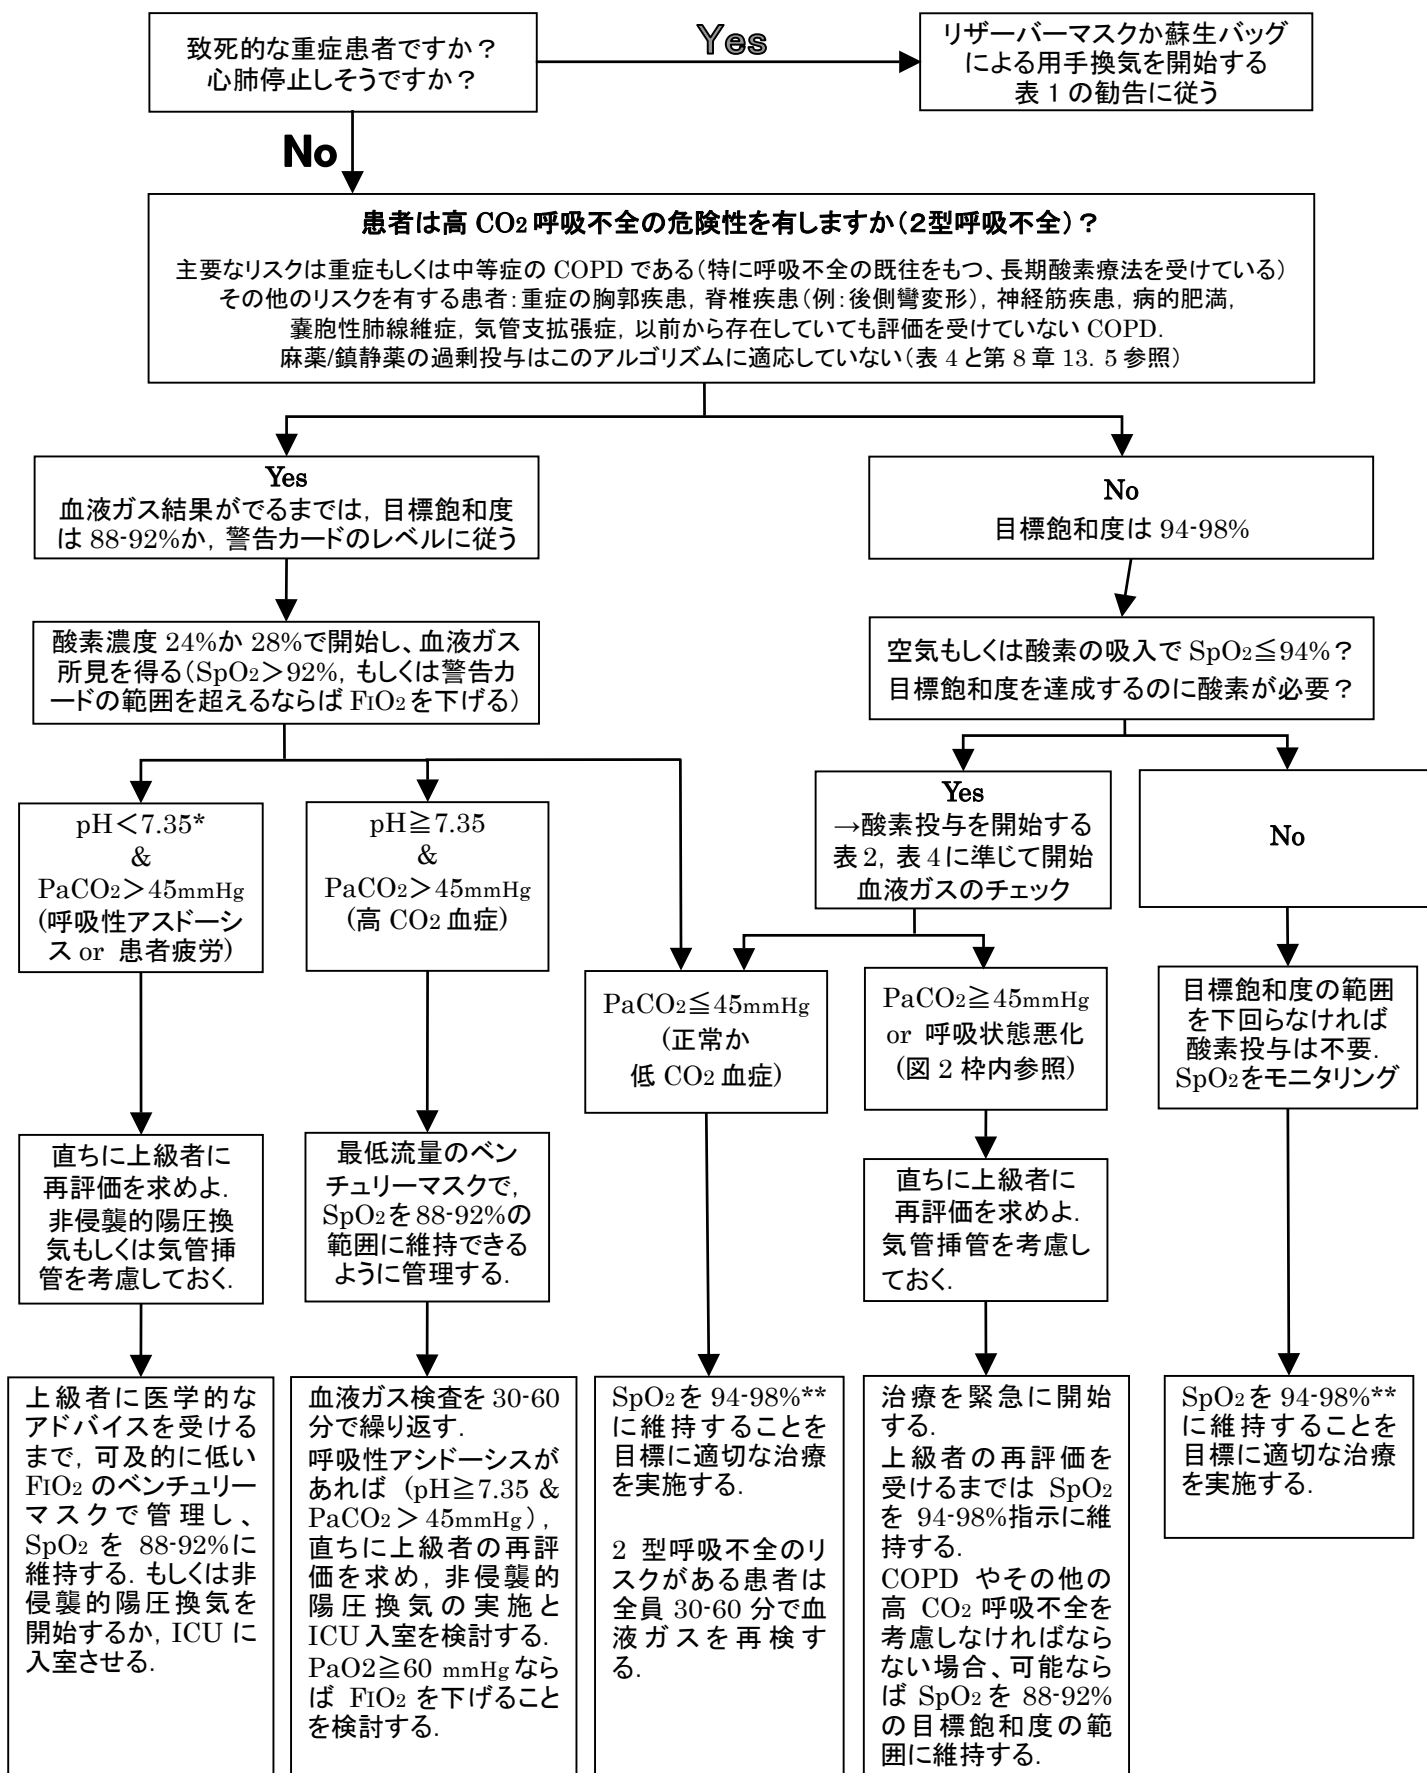 致死的な重症患者ですか？
心肺停止しそうですか？
Yes
リザーバーマスクか蘇生バッグ
による用手換気を開始する
表 1 の勧告に従う
No
患者は高 CO2 呼吸不全の危険性を有しますか（２型呼吸不全）？
主要なリスクは重症もしくは中等症の COPD である（特に呼吸不全の既往をもつ、長期酸素療法を受けている）
その他のリスクを有する患者：重症の胸郭疾患，脊椎疾患（例：後側彎変形），神経筋疾患，病的肥満，
嚢胞性肺線維症，気管支拡張症，以前から存在していても評価を受けていない COPD．
麻薬/鎮静薬の過剰投与はこのアルゴリズムに適応していない（表 4 と第 8 章 13．5 参照）
Yes
血液ガス結果がでるまでは，目標飽和度
は 88-92%か，警告カードのレベルに従う
No
目標飽和度は 94-98%
酸素濃度 24%か 28%で開始し、血液ガス
所見を得る（SpO2＞92%，もしくは警告カ
ードの範囲を超えるならば FIO2 を下げる）
空気もしくは酸素の吸入で SpO2≦94%？
目標飽和度を達成するのに酸素が必要？
pH＜7.35*
&
PaCO2＞45mmHg
(呼吸性アスドーシ
ス or 患者疲労)
pH≧7.35
&
PaCO2＞45mmHg
(高 CO2 血症)
Yes
→酸素投与を開始する
表 2，表 4 に準じて開始
血液ガスのチェック
No
PaCO2≦45mmHg
(正常か
低 CO2 血症)
PaCO2≧45mmHg
or 呼吸状態悪化
(図 2 枠内参照)
目標飽和度の範囲
を下回らなければ
酸素投与は不要．
SpO2をモニタリング
直ちに上級者に
再評価を求めよ．
非侵襲的陽圧換
気もしくは気管挿
管を考慮しておく．
最低流量のベン
チュリーマスクで，
SpO2を 88-92%の
範囲に維持できる
ように管理する．
直ちに上級者に
再評価を求めよ．
気管挿管を考慮し
ておく．
上級者に医学的な
アドバイスを受ける
まで，可及的に低い
FIO2 のベンチュリー
マスクで管理し、
SpO2 を 88-92%に
維持する．もしくは非
侵襲的陽圧換気を
開始するか，ICU に
入室させる．
血液ガス検査を 30-60
分で繰り返す．
呼吸性アシドーシスが
あれば （pH≧7.35 &
PaCO2＞45mmHg），
直ちに上級者の再評
価を求め，非侵襲的
陽圧換気の実施と
ICU 入室を検討する．
PaO2≧60 mmHg なら
ば FIO2 を下げること
を検討する．
SpO2を 94-98%**
に維持することを
目標に適切な治療
を実施する．
2 型呼吸不全のリ
スクがある患者は
全員 30-60 分で血
液ガスを再検す
る．
治療を緊急に開始
する．
上級者の再評価を
受けるまでは SpO2
を 94-98%指示に維
持する．
COPD やその他の
高 CO2 呼吸不全を
考慮しなければなら
ない場合、可能なら
ば SpO2 を 88-92%
の目標飽和度の範
囲に維持する．
SpO2を 94-98%**
に維持することを
目標に適切な治療
を実施する．